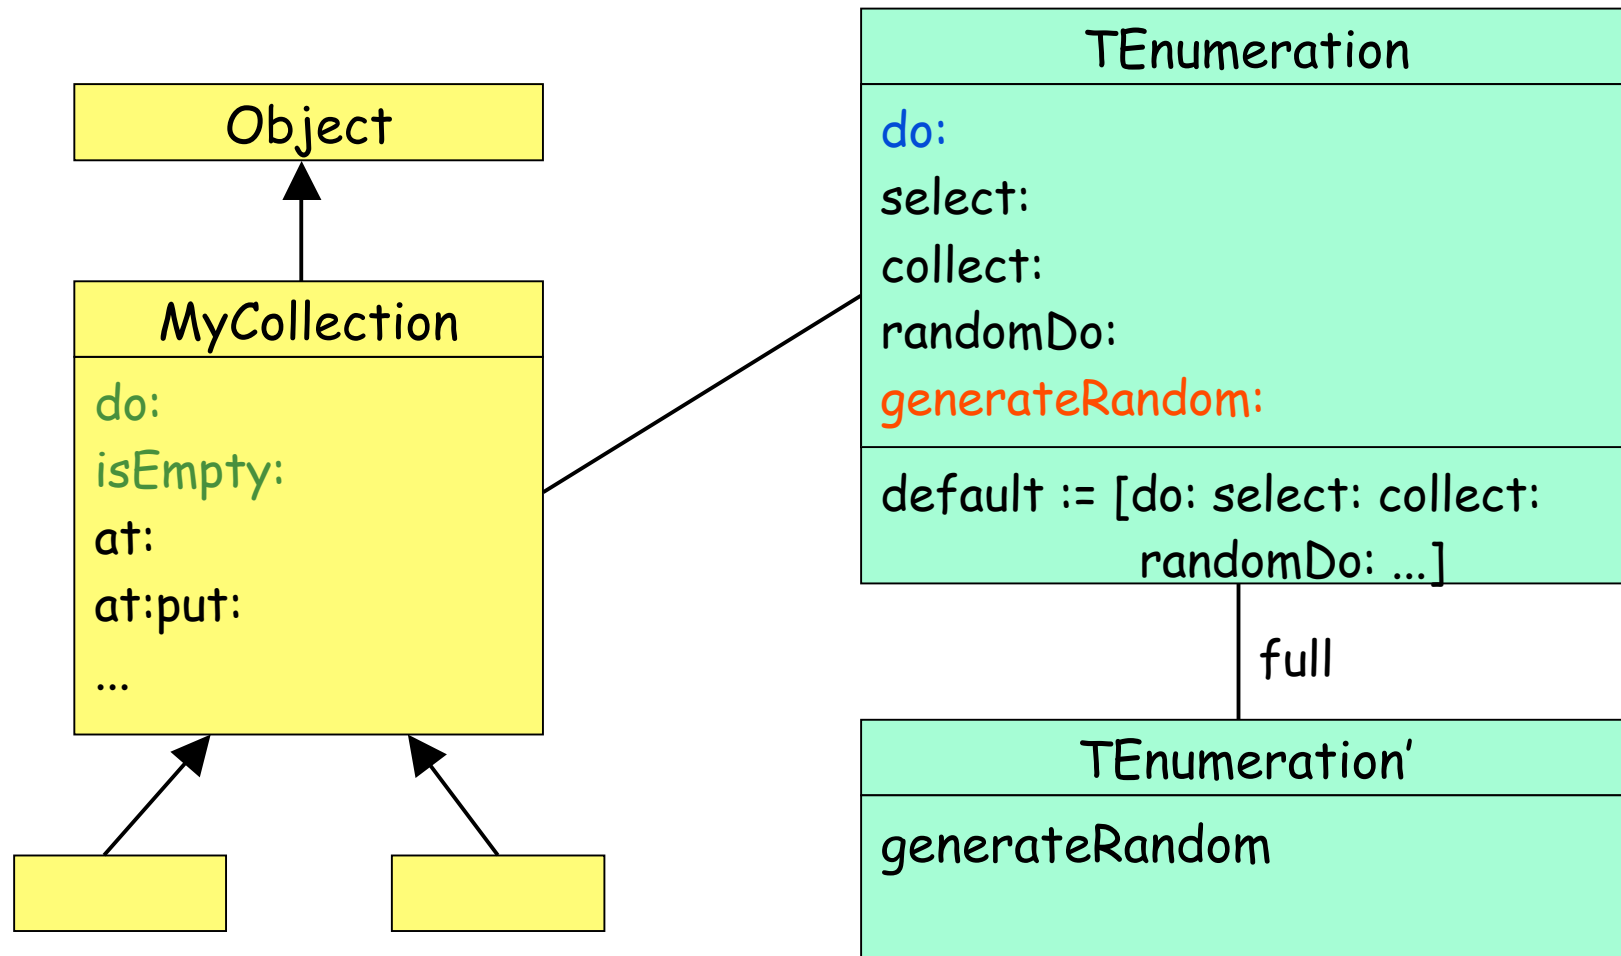 Object
MyCollection
do:
isEmpty:
at:
at:put:
...
TEnumeration
do:
select:
collect:
randomDo:
generateRandom:
default := [do: select: collect:
randomDo: ...]
full
TEnumeration’
generateRandom